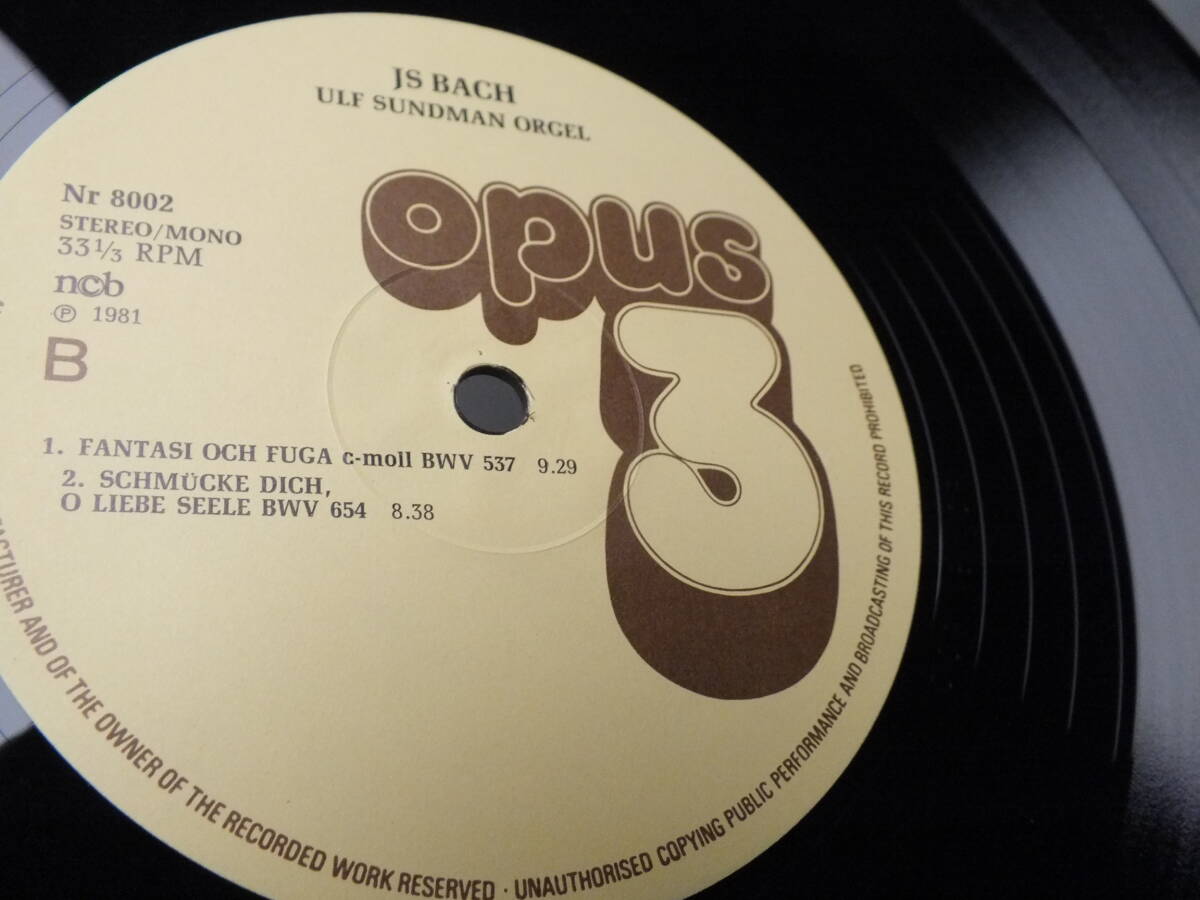 JS BACH
ULF SUNDMAN ORGEL
opus
3
Nr 8002
STEREO/MONO
33 1/3 RPM
ncb
℗ 1981
B
1. FANTASI OCH FUGA c-moll BWV 537 9.29
2. SCHMÜCKE DICH,
O LIEBE SEELE BWV 654 8.38
AND OF THE OWNER OF THE RECORDED WORK RESERVED · UNAUTHORISED COPYING PUBLIC PERFORMANCE AND BROADCASTING OF THIS RECORD PROHIBITED